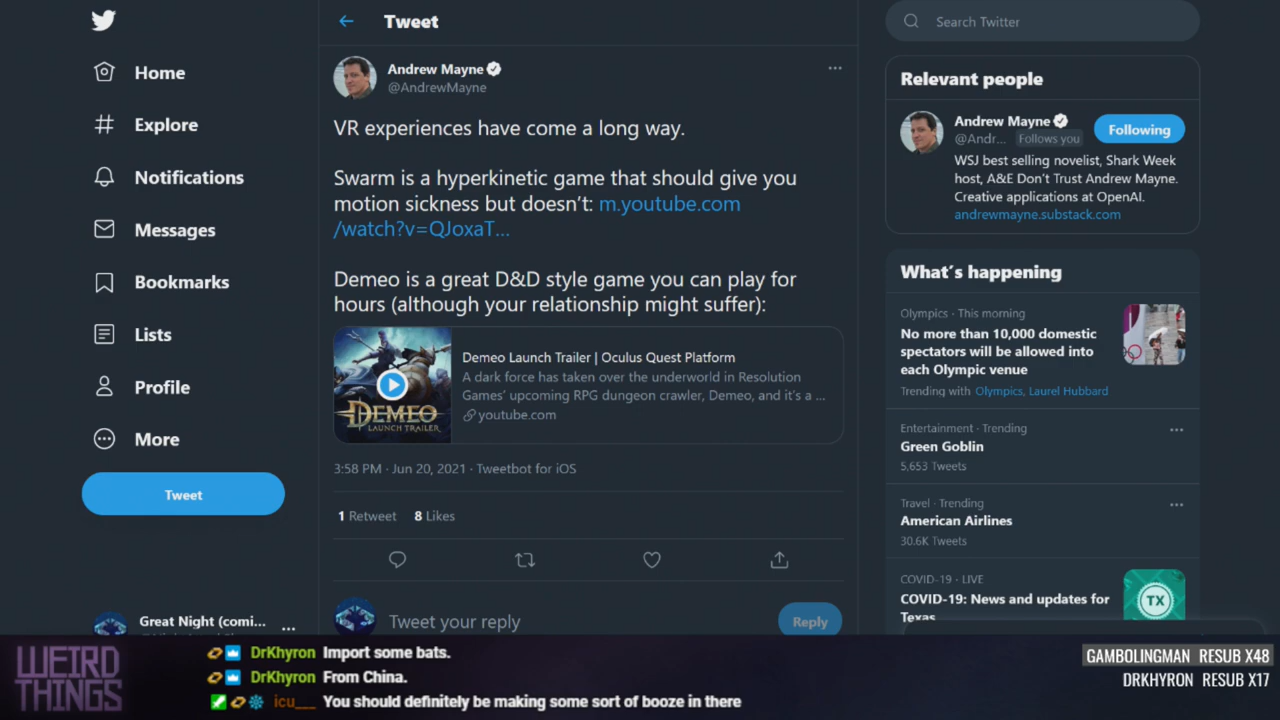 Home
Explore
Notifications
Messages
Bookmarks
Lists
Profile
More
Tweet
Great Night (comi...
Tweet
Andrew Mayne
@AndrewMayne
VR experiences have come a long way.
Swarm is a hyperkinetic game that should give you
motion sickness but doesn't: m.youtube.com
/watch?v=QJoxaT...
Demeo is a great D&D style game you can play for
hours (although your relationship might suffer):
DEMEO
LAUNCH TRAILER
Demeo Launch Trailer | Oculus Quest Platform
A dark force has taken over the underworld in Resolution
Games' upcoming RPG dungeon crawler, Demeo, and it's a ...
youtube.com
3:58 PM · Jun 20, 2021 · Tweetbot for iOS
1 Retweet 8 Likes
Tweet your reply
Reply
Search Twitter
Relevant people
Andrew Mayne
@Andr... Follows you
Following
WSJ best selling novelist, Shark Week
host, A&E Don't Trust Andrew Mayne.
Creative applications at OpenAI.
andrewmayne.substack.com
What's happening
Olympics · This morning
No more than 10,000 domestic
spectators will be allowed into
each Olympic venue
Trending with Olympics, Laurel Hubbard
Entertainment · Trending
Green Goblin
5,653 Tweets
Travel · Trending
American Airlines
30.6K Tweets
COVID-19 · LIVE
COVID-19: News and updates for
Texas
TX
WEIRD
THINGS
DrKhyron Import some bats.
DrKhyron From China.
icu___ You should definitely be making some sort of booze in there
GAMBOLINGMAN RESUB X48
DRKHYRON RESUB X17